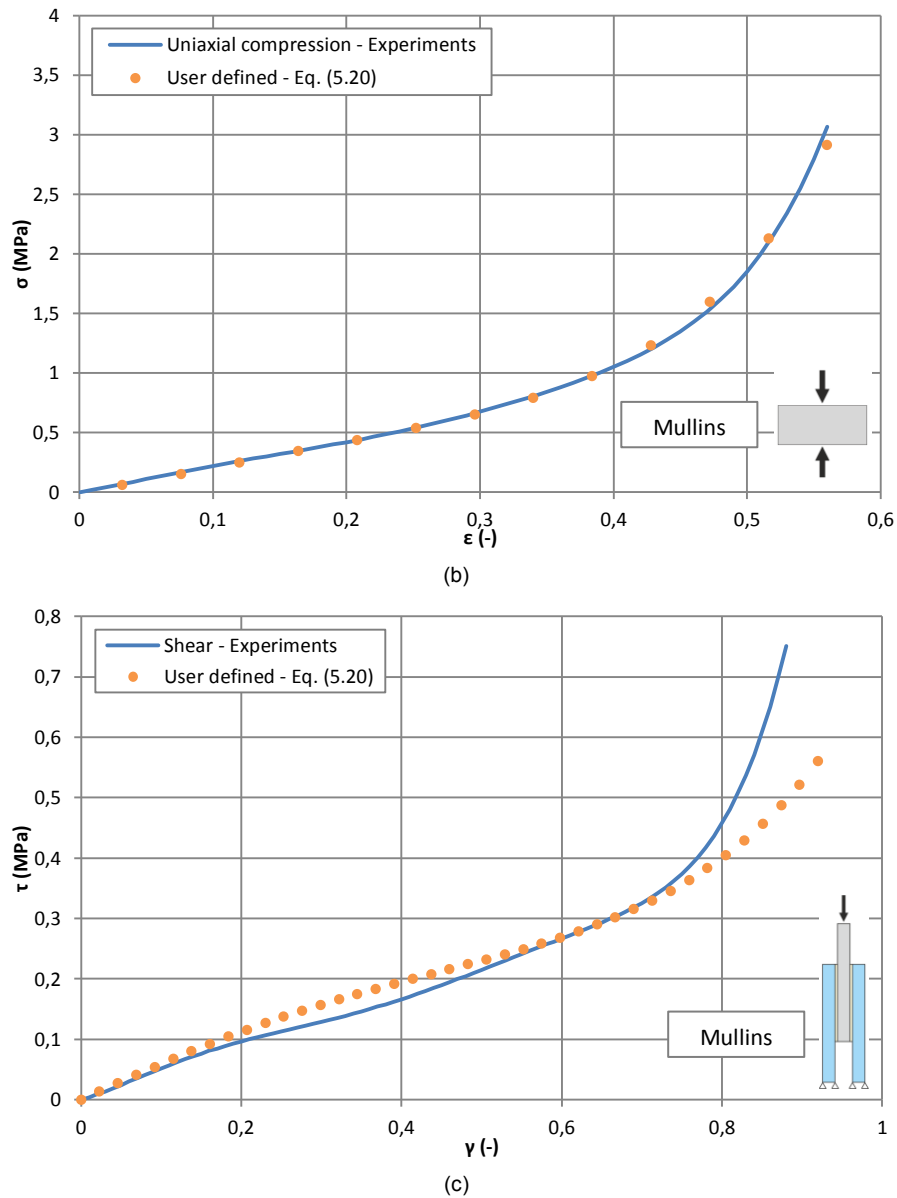 4
3,5
3
2,5
2
1,5
1
0,5
0
σ (MPa)
Uniaxial compression - Experiments
User defined - Eq. (5.20)
Mullins
0 0,1 0,2 0,3 0,4 0,5 0,6
ε (-)
(b)
0,8
0,7
0,6
0,5
0,4
0,3
0,2
0,1
0
τ (MPa)
Shear - Experiments
User defined - Eq. (5.20)
Mullins
0 0,2 0,4 0,6 0,8 1
γ (-)
(c)